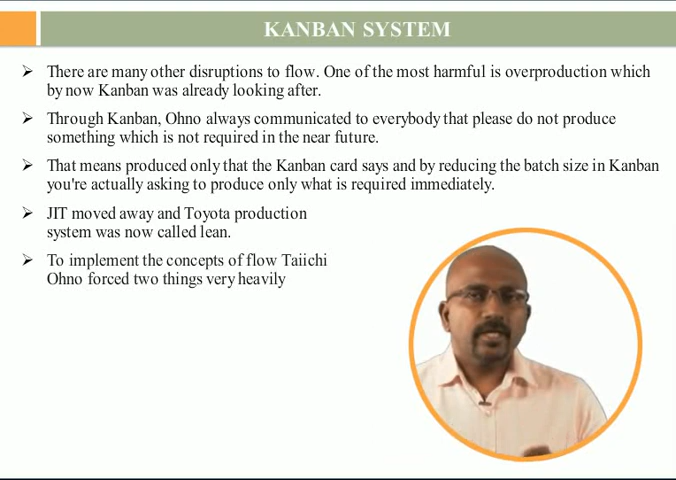 KANBAN SYSTEM
➢ There are many other disruptions to flow. One of the most harmful is overproduction which
by now Kanban was already looking after.
➢ Through Kanban, Ohno always communicated to everybody that please do not produce
something which is not required in the near future.
➢ That means produced only that the Kanban card says and by reducing the batch size in Kanban
you're actually asking to produce only what is required immediately.
➢ JIT moved away and Toyota production
system was now called lean.
➢ To implement the concepts of flow Taiichi
Ohno forced two things very heavily